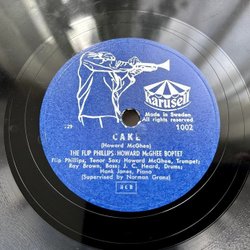 Karusell
Made in Sweden
All rights reserved
1002
CAKE
(Howard McGhee)
THE FLIP PHILLIPS-HOWARD McGHEE BOPTET
Flip Phillips, Tenor Sax; Howard McGhee, Trumpet;
Ray Brown, Bass; J. C. Heard, Drums;
Hank Jones, Piano
(Supervised by Norman Granz)